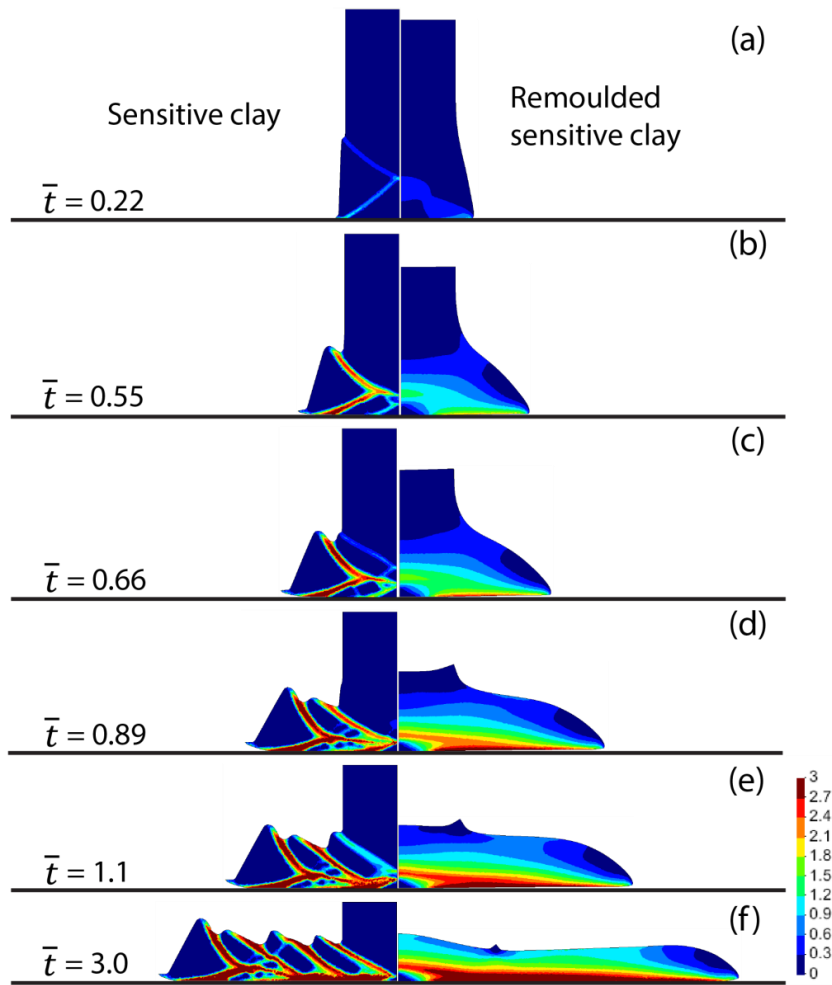 (a)
Sensitive clay
Remoulded
sensitive clay
t̅ = 0.22
(b)
t̅ = 0.55
(c)
t̅ = 0.66
(d)
t̅ = 0.89
(e)
t̅ = 1.1
(f)
t̅ = 3.0
3
2.7
2.4
2.1
1.8
1.5
1.2
0.9
0.6
0.3
0